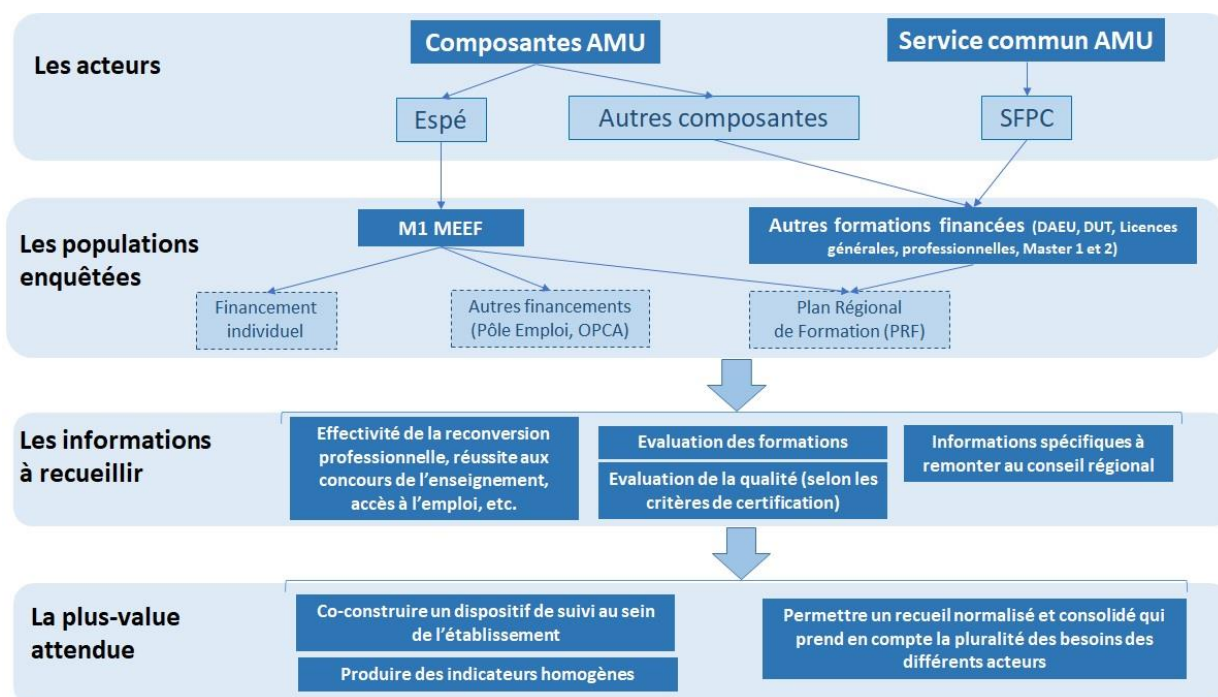 Les acteurs
Composantes AMU
Service commun AMU
Espé
Autres composantes
SFPC
Les populations
enquêtées
M1 MEEF
Autres formations financées (DAEU, DUT, Licences
générales, professionnelles, Master 1 et 2)
Financement
individuel
Autres financements
(Pôle Emploi, OPCA)
Plan Régional
de Formation (PRF)
Les informations
à recueillir
Effectivité de la reconversion
professionnelle, réussite aux
concours de l'enseignement,
accès à l'emploi, etc.
Evaluation des formations
Evaluation de la qualité (selon les
critères de certification)
Informations spécifiques à
remonter au conseil régional
La plus-value
attendue
Co-construire un dispositif de suivi au sein
de l'établissement
Produire des indicateurs homogènes
Permettre un recueil normalisé et consolidé qui
prend en compte la pluralité des besoins des
différents acteurs